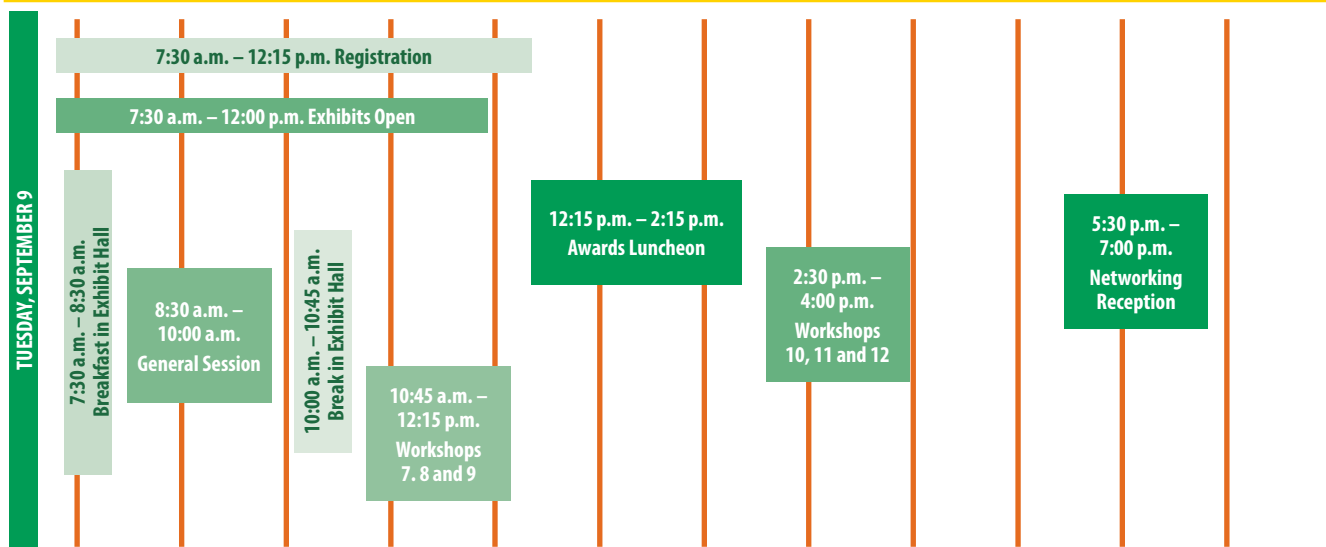 TUESDAY, SEPTEMBER 9
7:30 a.m. – 12:15 p.m. Registration
7:30 a.m. – 12:00 p.m. Exhibits Open
7:30 a.m. – 8:30 a.m.
Breakfast in Exhibit Hall
8:30 a.m. –
10:00 a.m.
General Session
10:00 a.m. – 10:45 a.m.
Break in Exhibit Hall
10:45 a.m. –
12:15 p.m.
Workshops
7. 8 and 9
12:15 p.m. – 2:15 p.m.
Awards Luncheon
2:30 p.m. –
4:00 p.m.
Workshops
10, 11 and 12
5:30 p.m. –
7:00 p.m.
Networking
Reception